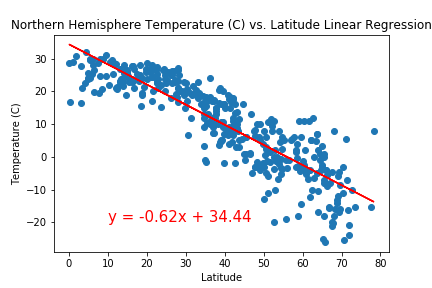 Northern Hemisphere Temperature (C) vs. Latitude Linear Regression
Temperature (C)
30
20
10
0
−10
−20
y = -0.62x + 34.44
0 10 20 30 40 50 60 70 80
Latitude